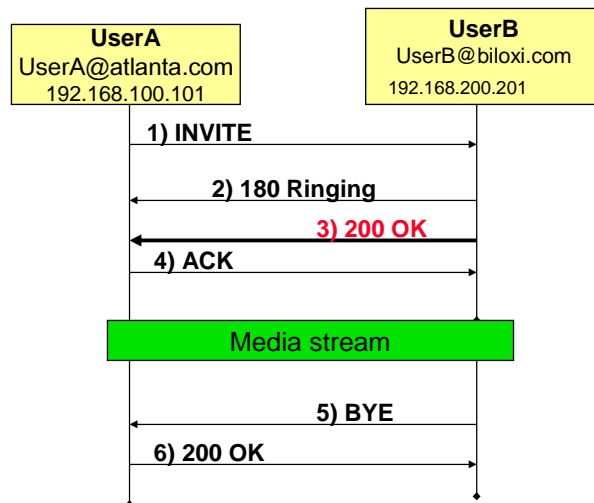 UserA
UserA@atlanta.com
192.168.100.101
UserB
UserB@biloxi.com
192.168.200.201
1) INVITE
2) 180 Ringing
3) 200 OK
4) ACK
Media stream
5) BYE
6) 200 OK